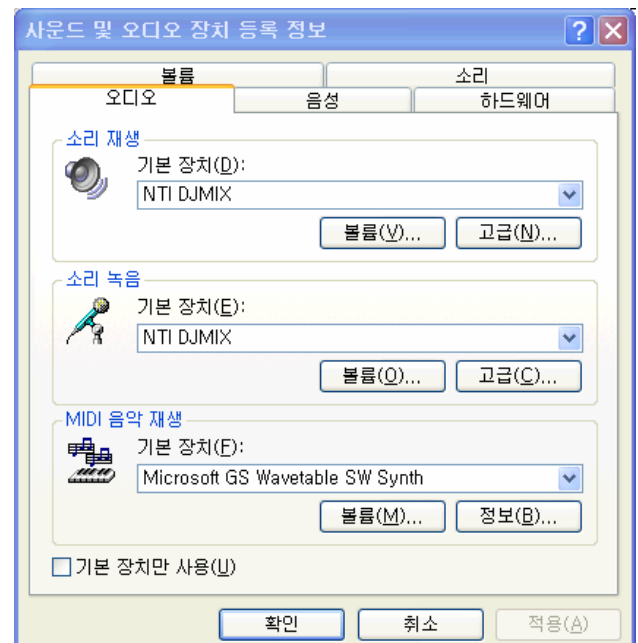 사운드 및 오디오 장치 등록 정보
볼륨 소리
오디오 음성 하드웨어
소리 재생
기본 장치(D):
NTI DJMIX
볼륨(V)... 고급(N)...
소리 녹음
기본 장치(E):
NTI DJMIX
볼륨(O)... 고급(C)...
MIDI 음악 재생
기본 장치(F):
Microsoft GS Wavetable SW Synth
볼륨(M)... 정보(B)...
기본 장치만 사용(U)
확인 취소 적용(A)